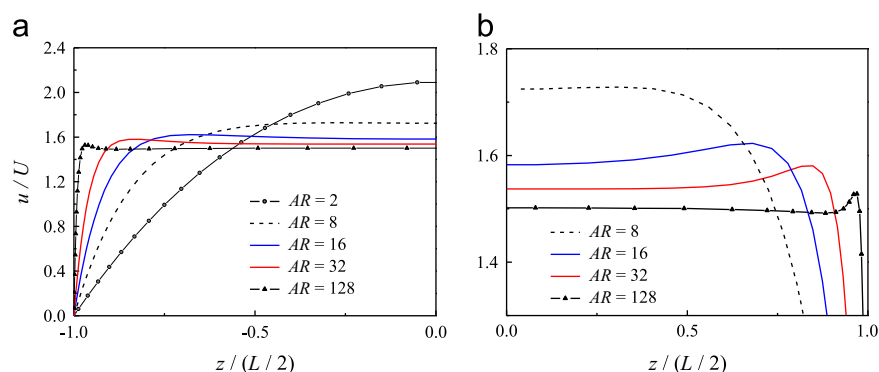 a
2.4
2.0
1.6
1.2
0.8
0.4
0.0
u / U
AR = 2
AR = 8
AR = 16
AR = 32
AR = 128
-1.0
-0.5
0.0
z / (L / 2)
b
1.8
1.6
1.4
AR = 8
AR = 16
AR = 32
AR = 128
0.0
0.5
1.0
z / (L / 2)